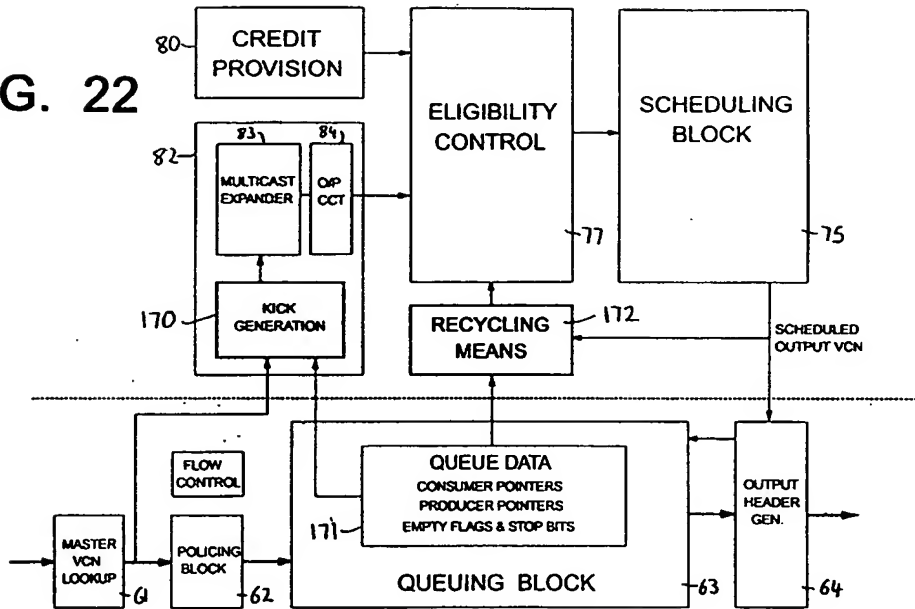 G. 22
80
CREDIT
PROVISION
82
83
84
MULTICAST
EXPANDER
O/P
CCT
170
KICK
GENERATION
ELIGIBILITY
CONTROL
77
SCHEDULING
BLOCK
75
RECYCLING
MEANS
172
SCHEDULED
OUTPUT VCN
FLOW
CONTROL
MASTER
VCN
LOOKUP
61
POLICING
BLOCK
62
QUEUE DATA
CONSUMER POINTERS
PRODUCER POINTERS
EMPTY FLAGS & STOP BITS
171
QUEUING BLOCK
63
OUTPUT
HEADER
GEN.
64